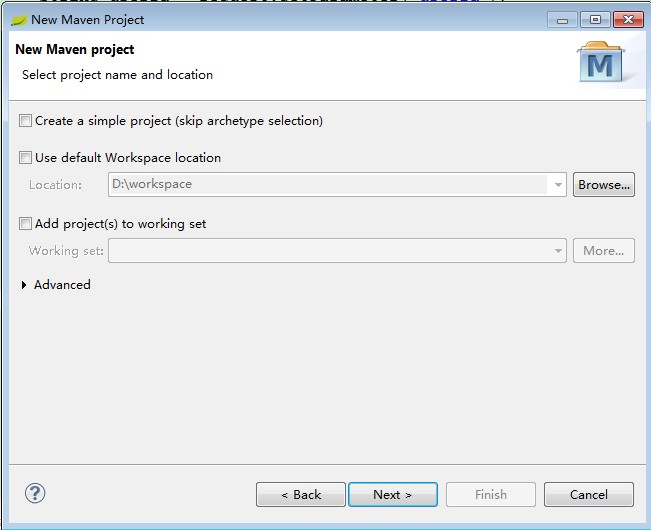 New Maven Project
New Maven project
Select project name and location
M
Create a simple project (skip archetype selection)
Use default Workspace location
Location:
D:\workspace
Browse...
Add project(s) to working set
Working set:
More...
Advanced
?
< Back
Next >
Finish
Cancel